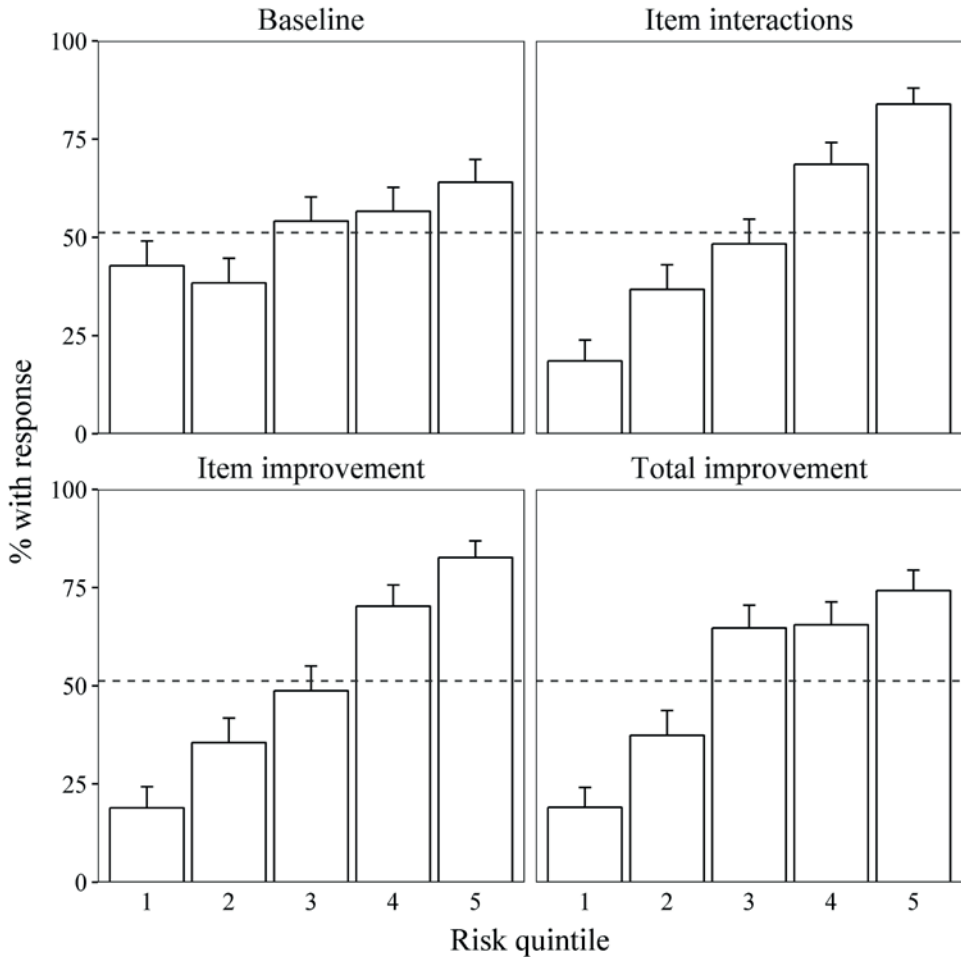 Baseline
Item interactions
100
75
50
25
0
% with response
Item improvement
Total improvement
100
75
50
25
0
1 2 3 4 5
1 2 3 4 5
Risk quintile